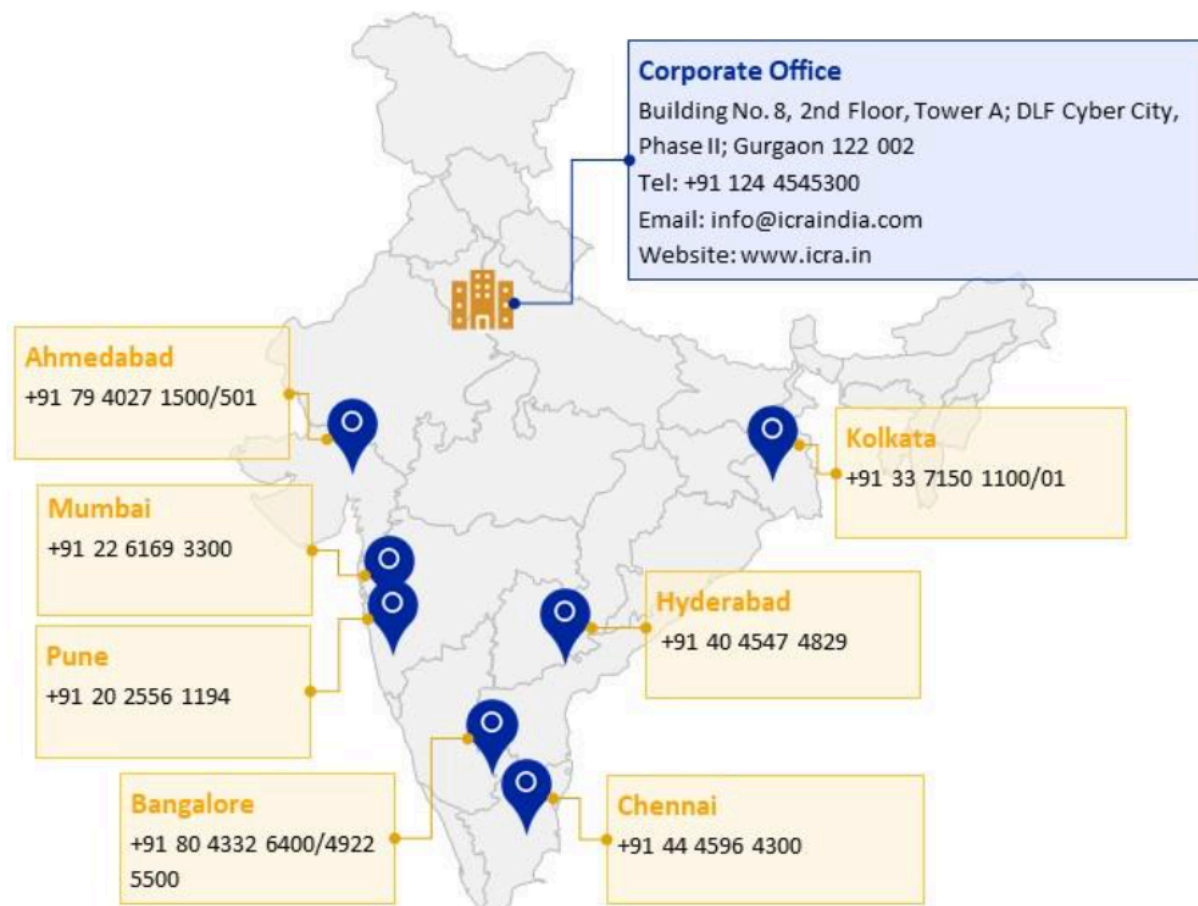 Corporate Office
Building No. 8, 2nd Floor, Tower A; DLF Cyber City,
Phase II; Gurgaon 122 002
Tel: +91 124 4545300
Email: info@icraindia.com
Website: www.icra.in
Ahmedabad
+91 79 4027 1500/501
Kolkata
+91 33 7150 1100/01
Mumbai
+91 22 6169 3300
Hyderabad
+91 40 4547 4829
Pune
+91 20 2556 1194
Bangalore
+91 80 4332 6400/4922
5500
Chennai
+91 44 4596 4300